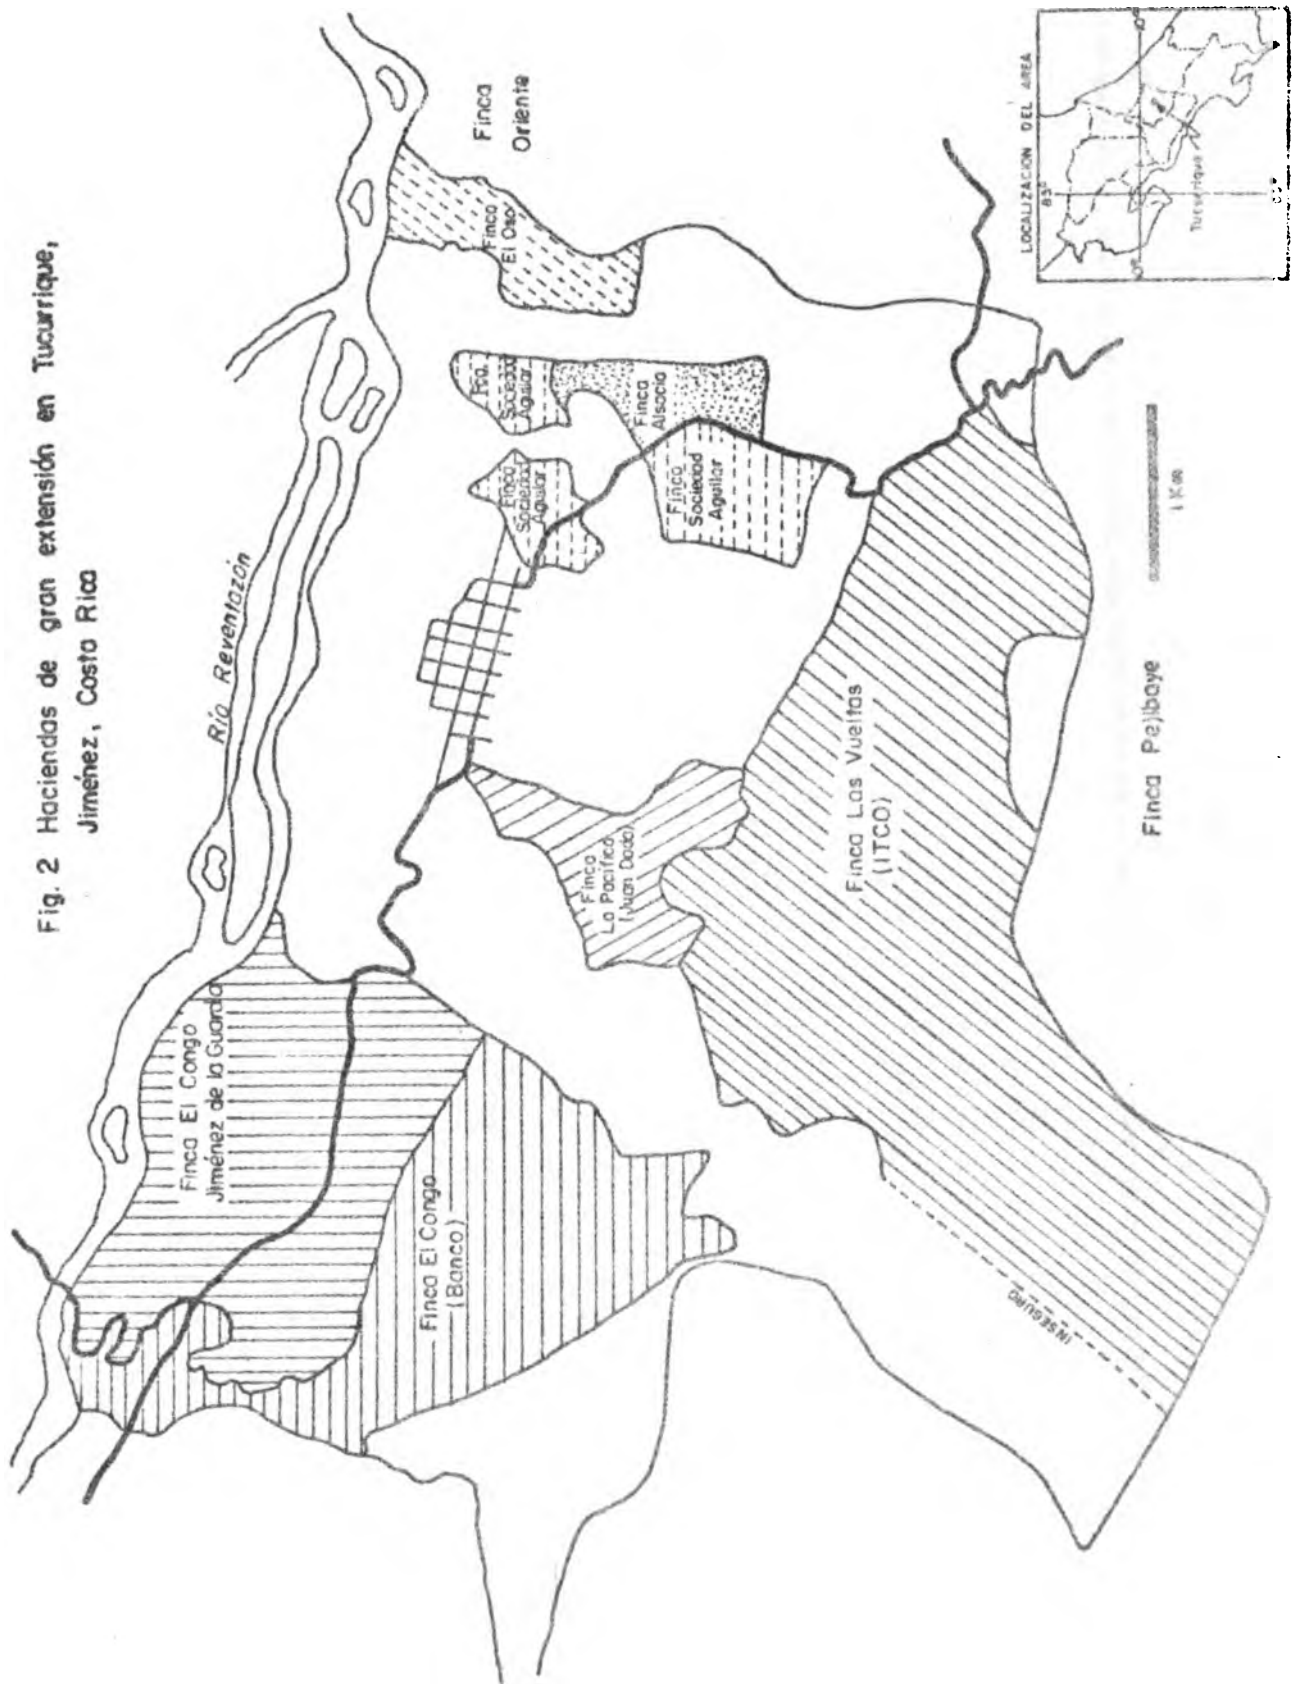 Fig. 2 Haciendas de gran extensión en Tucurrique,
Jiménez, Costa Rica
Río Reventazón
Finca El Congo
Jiménez de la Guardia
Finca El Congo
(Banco)
Finca
La Pacífica
(Juan Dada)
Finca
Sociedad
Aguilar
Fca.
Sociedad
Aguilar
Finca
Alsacia
Finca
Sociedad
Aguilar
Finca
El Oso
Finca
Oriente
Finca Las Vueltas
(ITCO)
INSEGURO
Finca Pejibaye
1 Km
LOCALIZACION DEL AREA
85°
10°
10°
Tucurrique